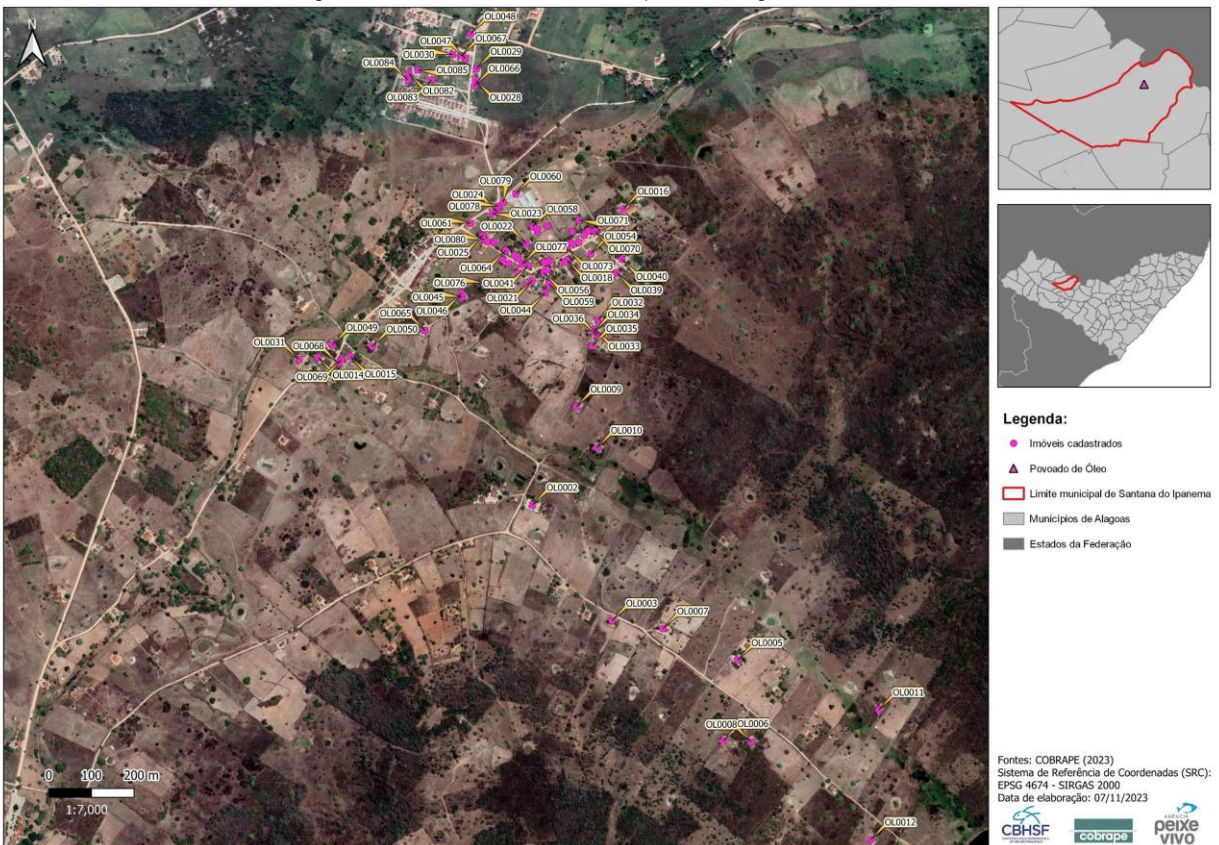 N
OL0048
OL0047
OL0067
OL0030
OL0029
OL0084
OL0085
OL0066
OL0082
OL0083
OL0028
OL0079
OL0060
OL0024
OL0016
OL0078
OL0023
OL0058
OL0061
OL0022
OL0071
OL0080
OL0054
OL0025
OL0077
OL0070
OL0064
OL0073
OL0018
OL0040
OL0076
OL0041
OL0056
OL0039
OL0045
OL0021
OL0059
OL0046
OL0044
OL0032
OL0065
OL0036
OL0034
OL0049
OL0050
OL0035
OL0031
OL0068
OL0033
OL0069
OL0014
OL0015
OL0009
OL0010
OL0002
OL0003
OL0007
OL0005
OL0011
OL0008
OL0006
OL0012
0 100 200 m
1:7,000
Legenda:
Imóveis cadastrados
Povoado de Óleo
Limite municipal de Santana do Ipanema
Municípios de Alagoas
Estados da Federação
Fontes: COBRAPE (2023)
Sistema de Referência de Coordenadas (SRC):
EPSG 4674 - SIRGAS 2000
Data de elaboração: 07/11/2023
CBHSF
cobrape
AGÊNCIA
peixe
vivo